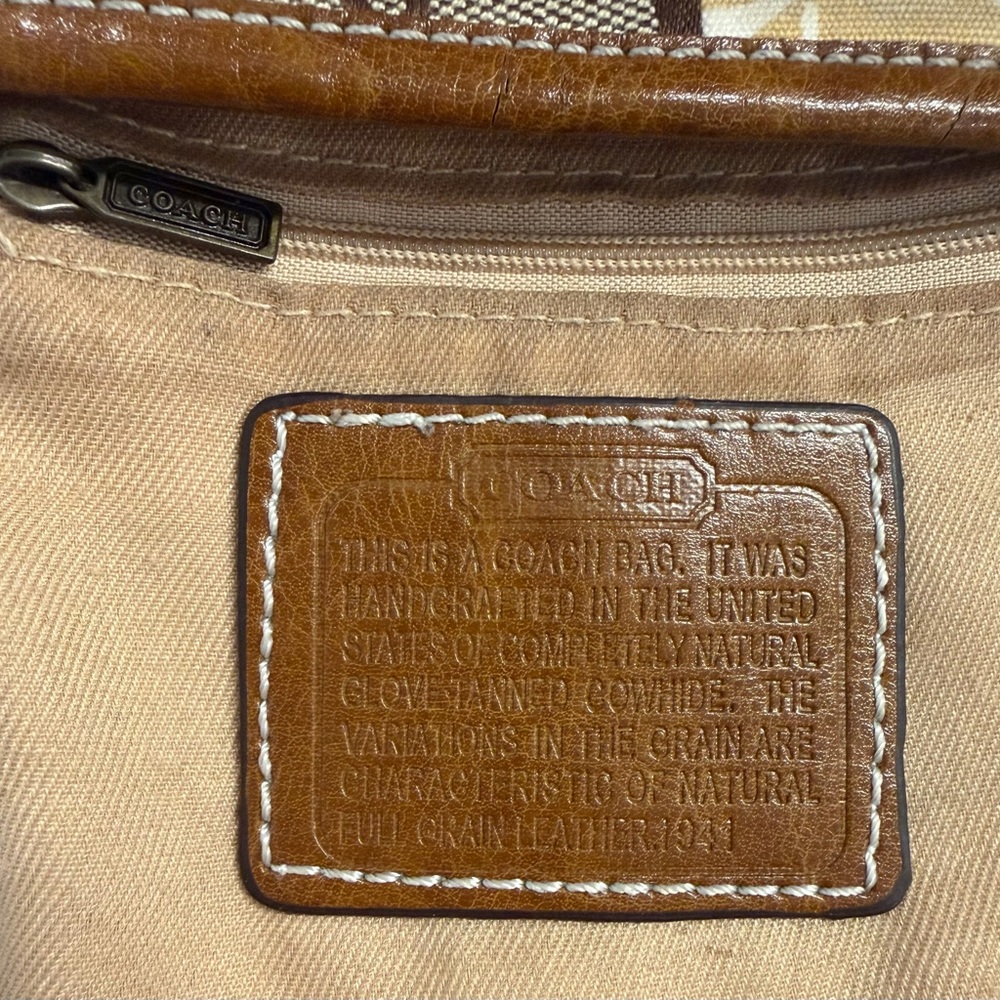 COACH
COACH
THIS IS A COACH BAG. IT WAS
HANDCRAFTED IN THE UNITED
STATES OF COMPLETELY NATURAL
GLOVE-TANNED COWHIDE. THE
VARIATIONS IN THE GRAIN ARE
CHARACTERISTIC OF NATURAL
FULL GRAIN LEATHER.1941